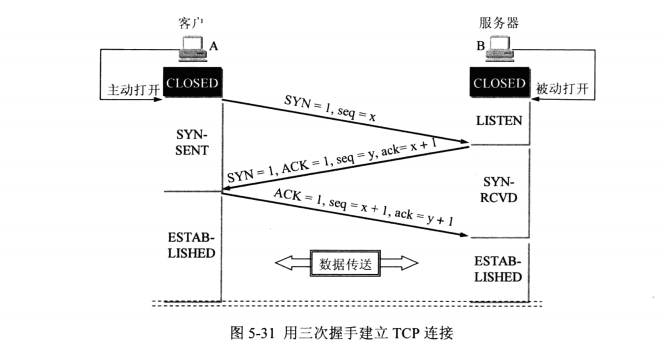 客户
服务器
A
B
主动打开
CLOSED
CLOSED
被动打开
SYN = 1, seq = x
LISTEN
SYN-
SENT
SYN = 1, ACK = 1, seq = y, ack= x + 1
ACK = 1, seq = x + 1, ack = y + 1
SYN-
RCVD
ESTAB-
LISHED
数据传送
ESTAB-
LISHED
图 5-31 用三次握手建立 TCP 连接